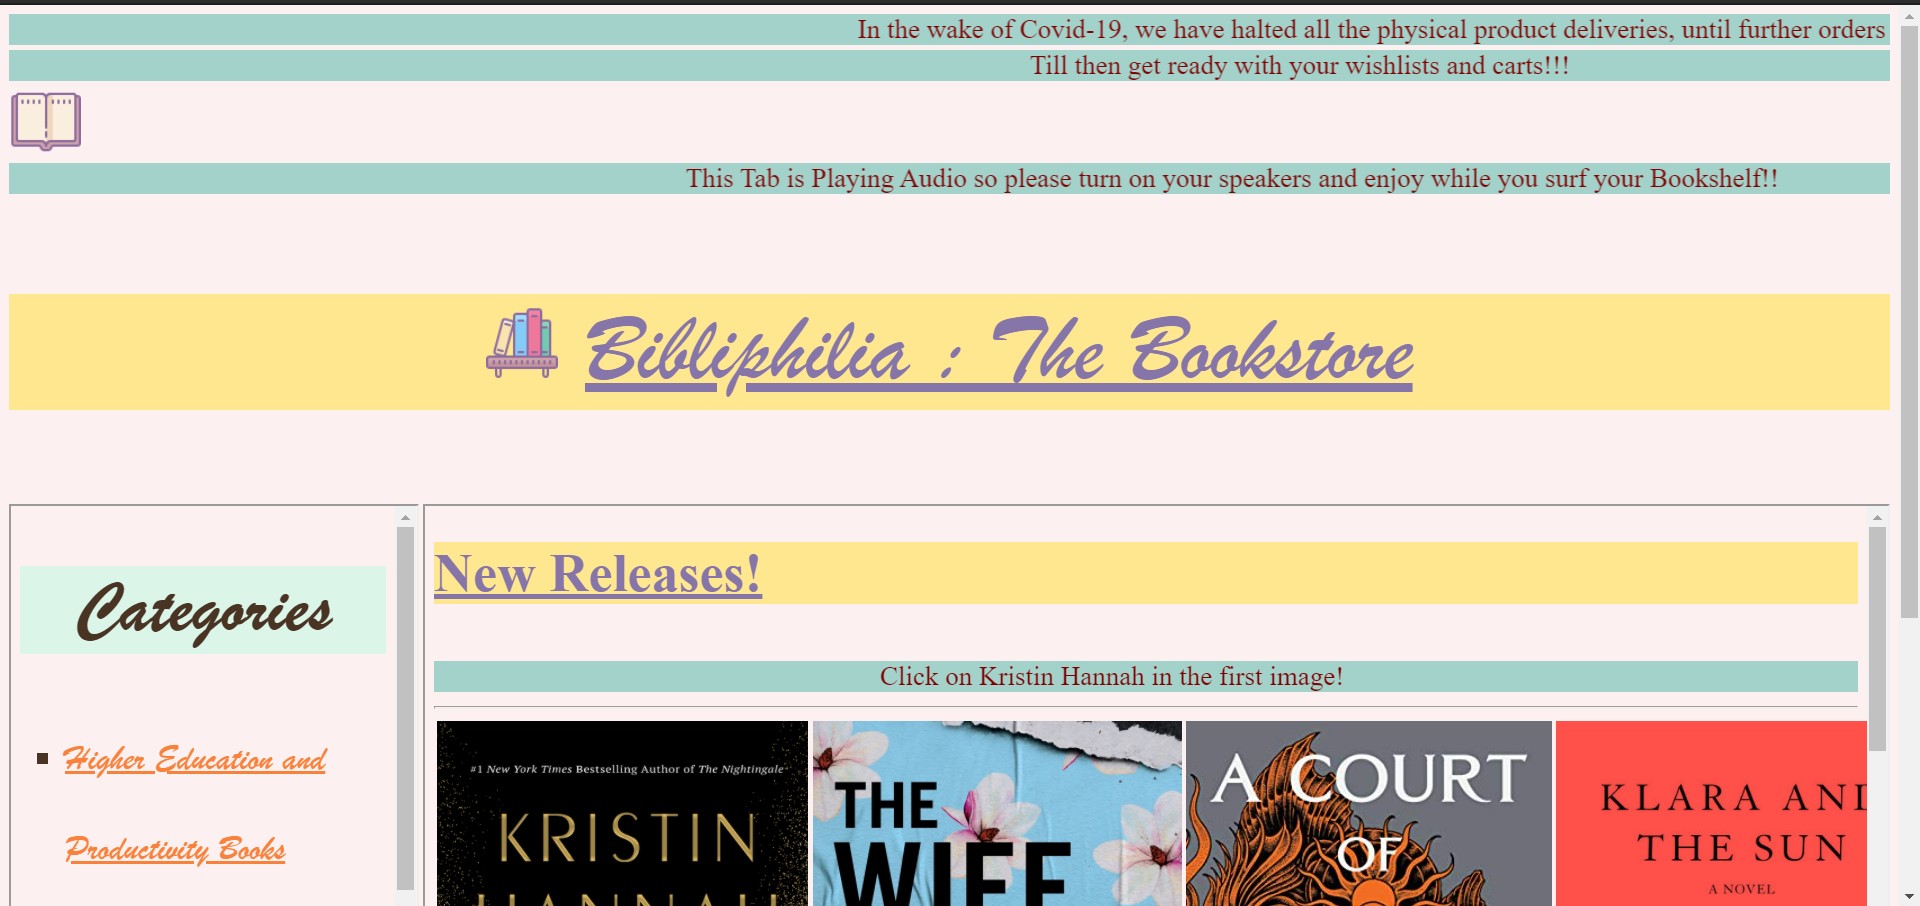 In the wake of Covid-19, we have halted all the physical product deliveries, until further orders
Till then get ready with your wishlists and carts!!!
This Tab is Playing Audio so please turn on your speakers and enjoy while you surf your Bookshelf!!
Bibliphilia : The Bookstore
Categories
Higher Education and
Productivity Books
New Releases!
Click on Kristin Hannah in the first image!
#1 New York Times Bestselling Author of The Nightingale
KRISTIN
HANNAH
THE
WIFE
A COURT
OF
KLARA AND
THE SUN
A NOVEL